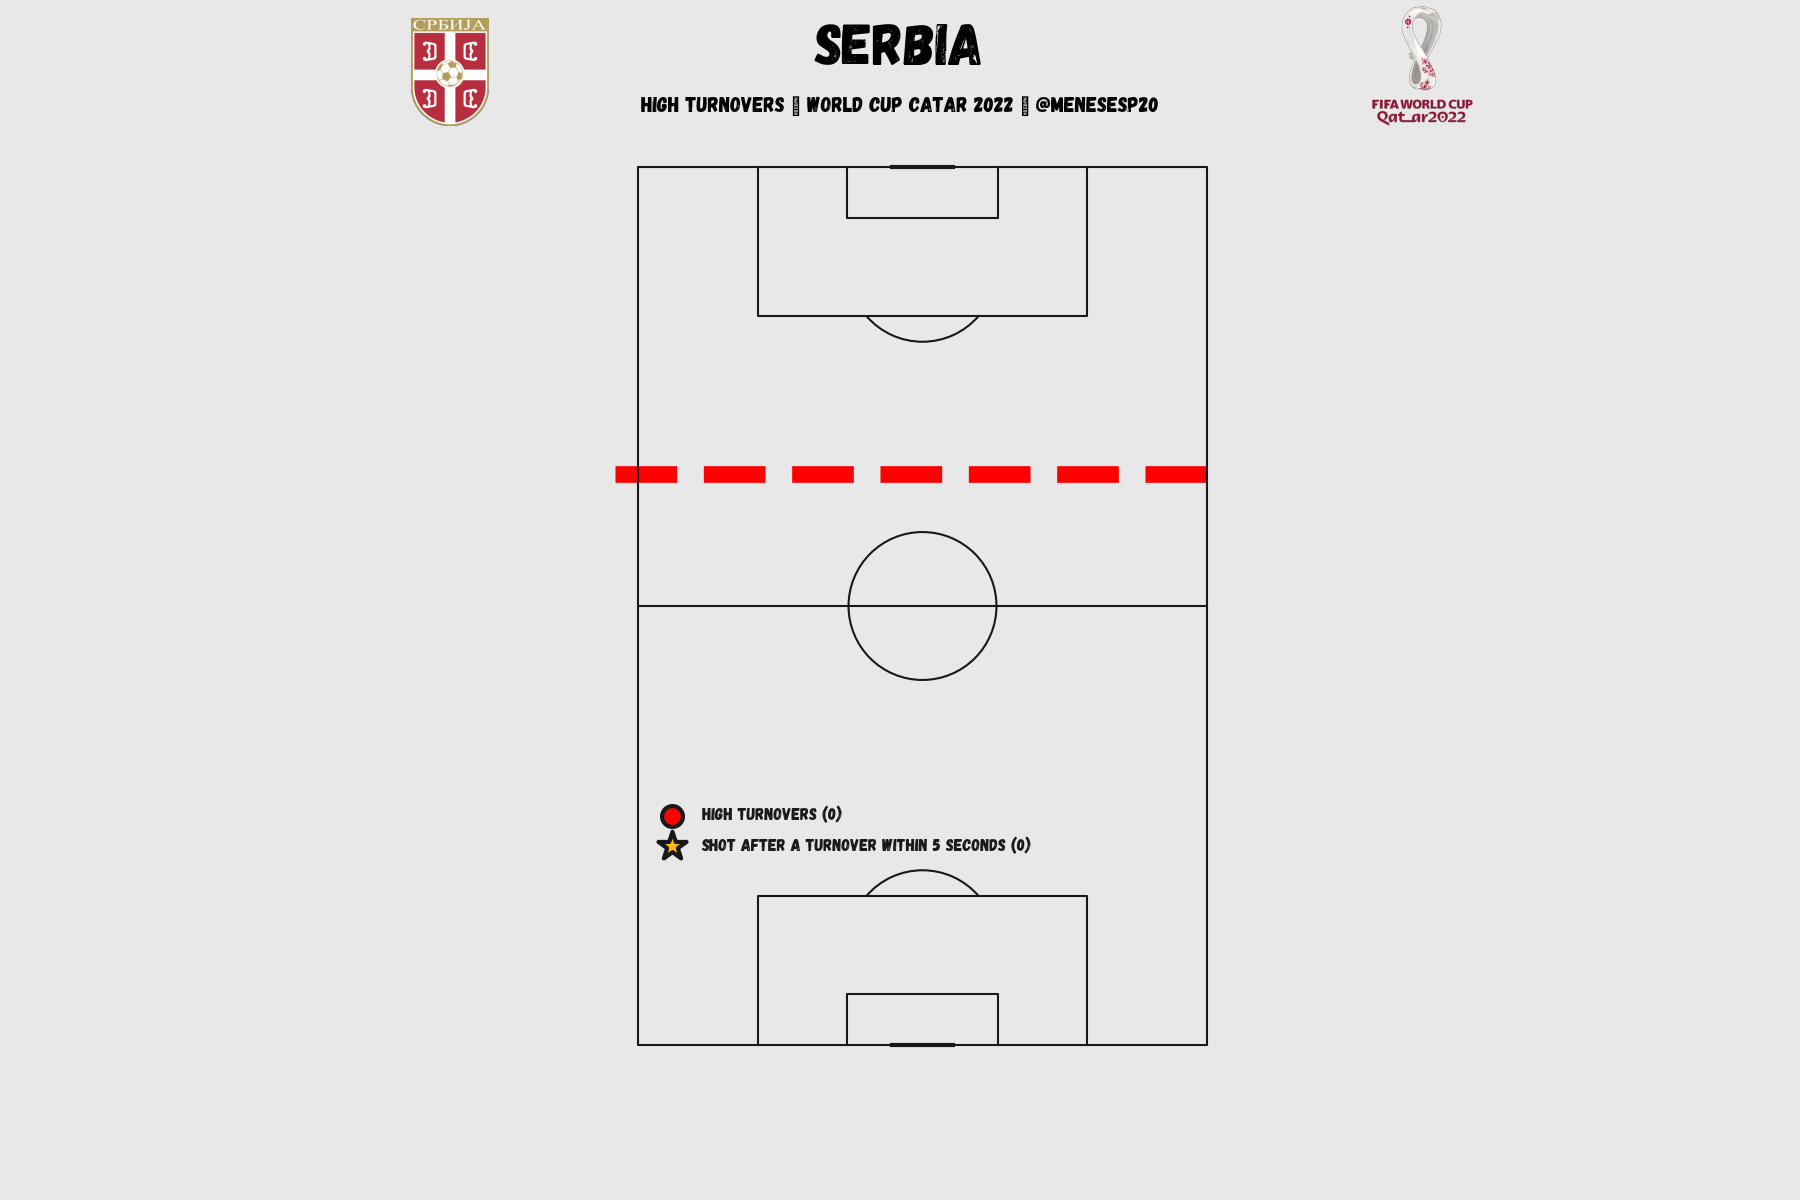 СРБИЈА
SERBIA
HIGH TURNOVERS ▯ WORLD CUP CATAR 2022 ▯ @MENESESP20
FIFA WORLD CUP
Qatar2022
HIGH TURNOVERS (0)
SHOT AFTER A TURNOVER WITHIN 5 SECONDS (0)